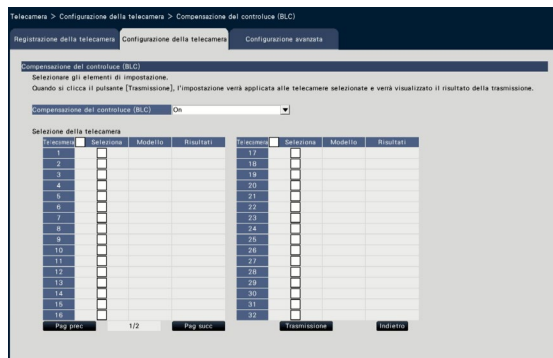 Telecamera > Configurazione della telecamera > Compensazione del controluce (BLC)
Registrazione della telecamera Configurazione della telecamera Configurazione avanzata
Compensazione del controluce (BLC)
Selezionare gli elementi di impostazione.
Quando si clicca il pulsante [Trasmissione], l'impostazione verrà applicata alle telecamere selezionate e verrà visualizzato il risultato della trasmissione.
Compensazione del controluce (BLC) On
Selezione della telecamera
Telecamera Seleziona Modello Risultati Telecamera Seleziona Modello Risultati
1 17
2 18
3 19
4 20
5 21
6 22
7 23
8 24
9 25
10 26
11 27
12 28
13 29
14 30
15 31
16 32
Pag prec 1/2 Pag succ Trasmissione Indietro